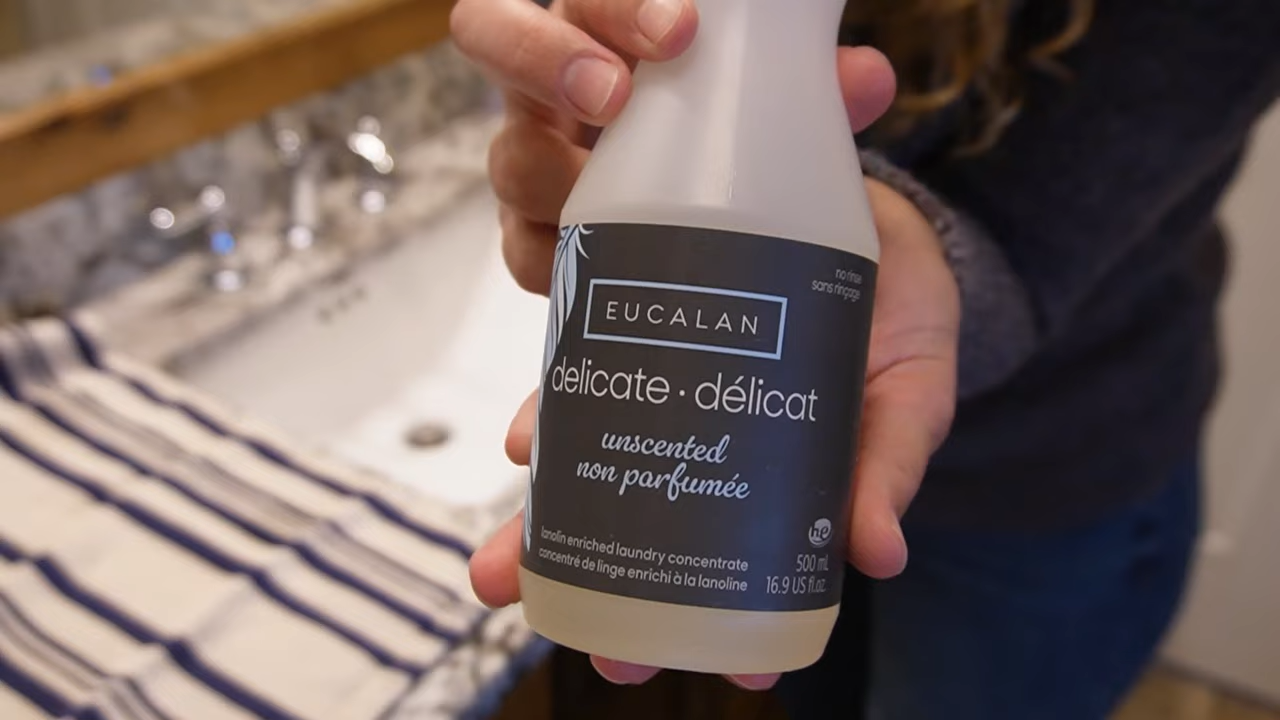 no rinse
sans rinçage
EUCALAN
delicate · délicat
unscented
non parfumée
he
lanolin enriched laundry concentrate
concentré de linge enrichi à la lanoline
500 mL
16.9 US fl.oz.